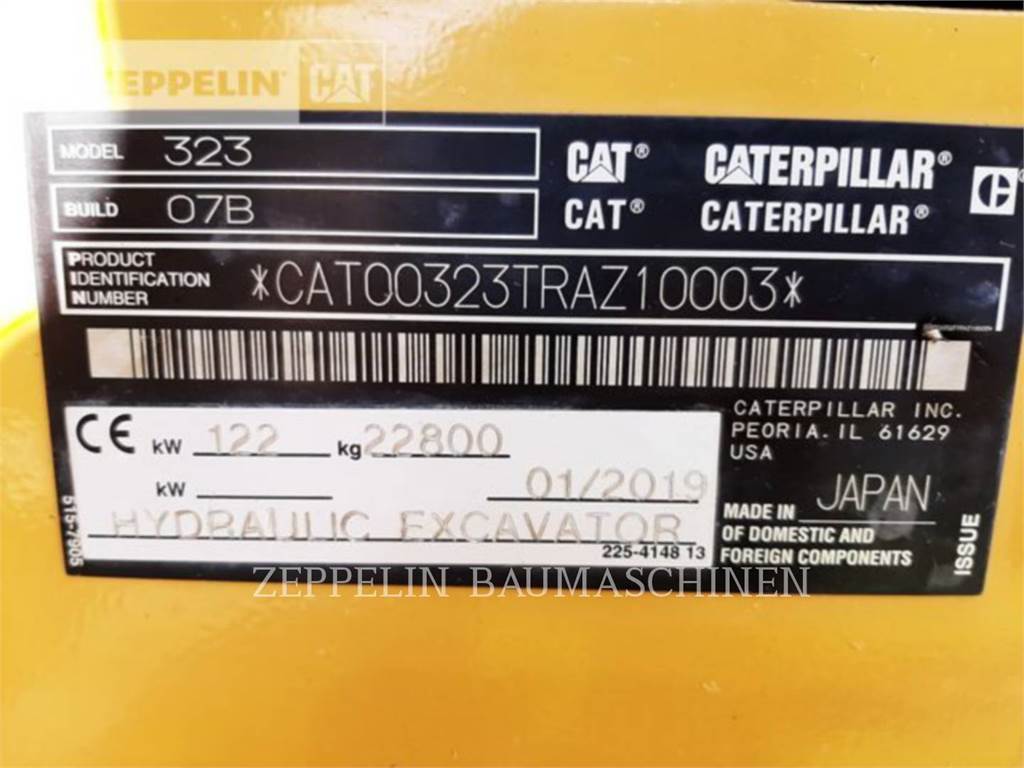 ZEPPELIN CAT
MODEL 323
BUILD 07B
CAT® CATERPILLAR®
CAT® CATERPILLAR®
PRODUCT
IDENTIFICATION
NUMBER
*CAT00323TRAZ10003*
CE kW 122 kg 22800
kW 01/2019
HYDRAULIC EXCAVATOR
225-4148 13
515-7905
CATERPILLAR INC.
PEORIA, IL 61629
USA
MADE IN JAPAN
OF DOMESTIC AND
FOREIGN COMPONENTS
ISSUE
ZEPPELIN BAUMASCHINEN